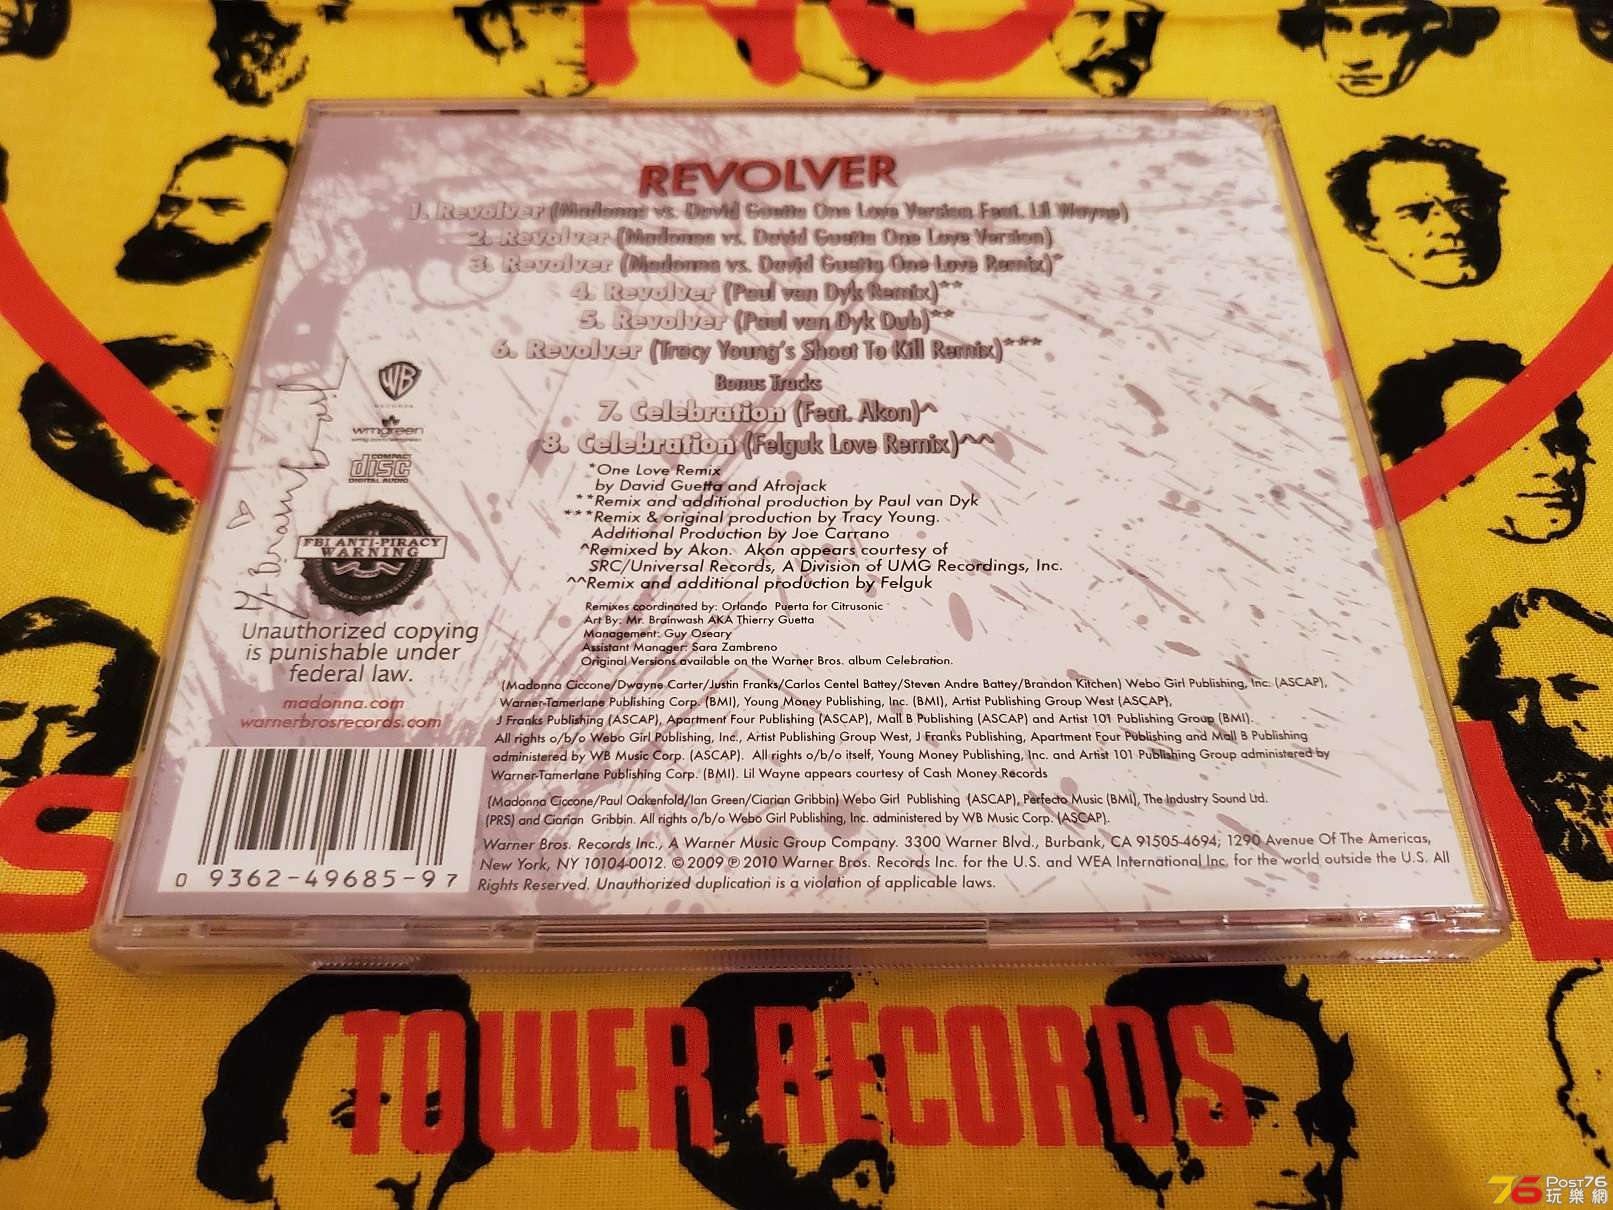 NO
REVOLVER
1. Revolver (Madonna vs. David Guetta One Love Version Feat. Lil Wayne)
2. Revolver (Madonna vs. David Guetta One Love Version)
3. Revolver (Madonna vs. David Guetta One Love Remix)*
4. Revolver (Paul van Dyk Remix)**
5. Revolver (Paul van Dyk Dub)**
6. Revolver (Tracy Young's Shoot To Kill Remix)***
Bonus Tracks
7. Celebration (Feat. Akon)^
8. Celebration (Felguk Love Remix)^^
*One Love Remix
by David Guetta and Afrojack
**Remix and additional production by Paul van Dyk
***Remix & original production by Tracy Young.
Additional Production by Joe Carrano
^Remixed by Akon. Akon appears courtesy of
SRC/Universal Records, A Division of UMG Recordings, Inc.
^^Remix and additional production by Felguk
Remixes coordinated by: Orlando Puerta for Citrusonic
Art By: Mr. Brainwash AKA Thierry Guetta
Management: Guy Oseary
Assistant Manager: Sara Zambreno
Original Versions available on the Warner Bros. album Celebration.
(Madonna Ciccone/Dwayne Carter/Justin Franks/Carlos Centel Battey/Steven Andre Battey/Brandon Kitchen) Webo Girl Publishing, Inc. (ASCAP),
Warner-Tamerlane Publishing Corp. (BMI), Young Money Publishing, Inc. (BMI), Artist Publishing Group West (ASCAP),
J Franks Publishing (ASCAP), Apartment Four Publishing (ASCAP), Mall B Publishing (ASCAP) and Artist 101 Publishing Group (BMI).
All rights o/b/o Webo Girl Publishing, Inc., Artist Publishing Group West, J Franks Publishing, Apartment Four Publishing and Mall B Publishing
administered by WB Music Corp. (ASCAP). All rights o/b/o itself, Young Money Publishing, Inc. and Artist 101 Publishing Group administered by
Warner-Tamerlane Publishing Corp. (BMI). Lil Wayne appears courtesy of Cash Money Records
(Madonna Ciccone/Paul Oakenfold/Ian Green/Ciarian Gribbin) Webo Girl Publishing (ASCAP), Perfecto Music (BMI), The Industry Sound Ltd.
(PRS) and Ciarian Gribbin. All rights o/b/o Webo Girl Publishing, Inc. administered by WB Music Corp. (ASCAP).
Warner Bros. Records Inc., A Warner Music Group Company. 3300 Warner Blvd., Burbank, CA 91505-4694; 1290 Avenue Of The Americas,
New York, NY 10104-0012. © 2009 ℗ 2010 Warner Bros. Records Inc. for the U.S. and WEA International Inc. for the world outside the U.S. All
Rights Reserved. Unauthorized duplication is a violation of applicable laws.
WB
RECORDS
wmgreen
COMPACT
disc
DIGITAL AUDIO
Mr Brainwash
FBI ANTI-PIRACY
WARNING
Unauthorized copying
is punishable under
federal law.
madonna.com
warnerbrosrecords.com
0 9362-49685-9 7
TOWER RECORDS
76 Post76
玩樂網